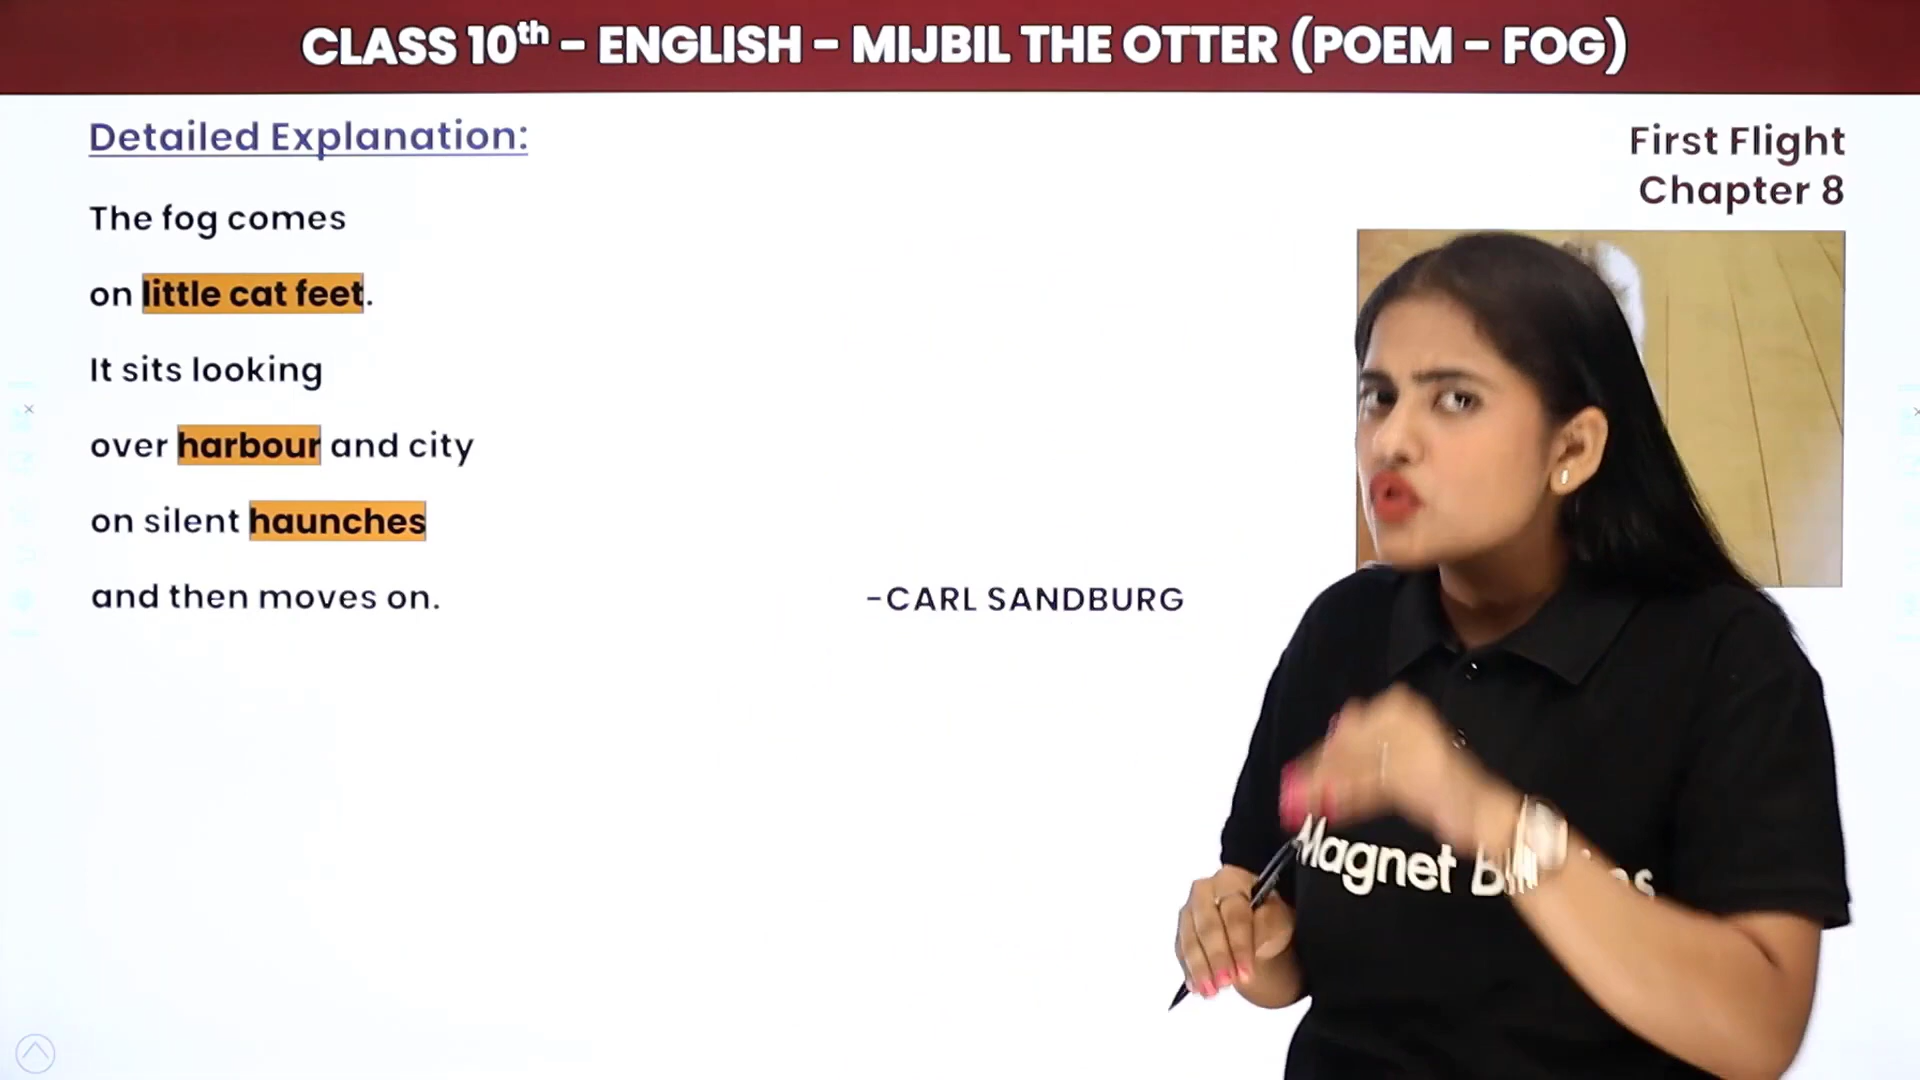 CLASS 10th – ENGLISH – MIJBIL THE OTTER (POEM – FOG)
Detailed Explanation:
First Flight
Chapter 8
The fog comes
on little cat feet.
It sits looking
over harbour and city
on silent haunches
and then moves on.
-CARL SANDBURG
Magnet